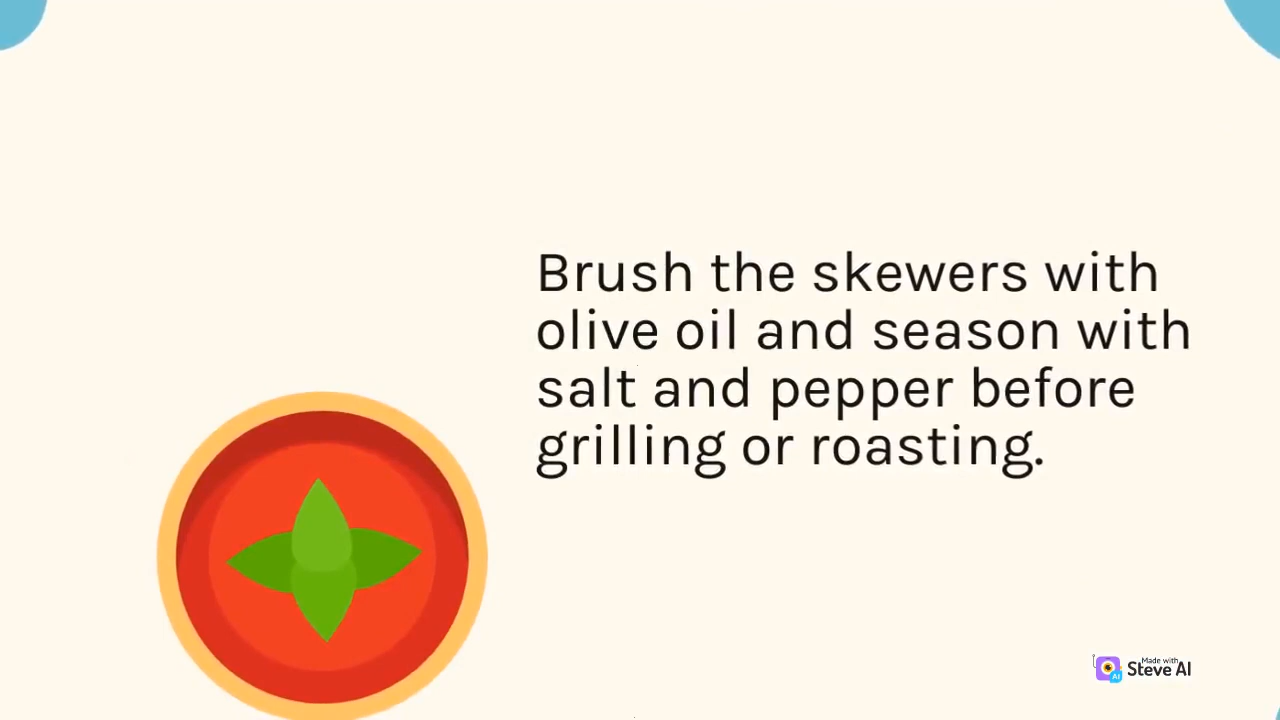 Brush the skewers with
olive oil and season with
salt and pepper before
grilling or roasting.
Made with
Steve AI
AI